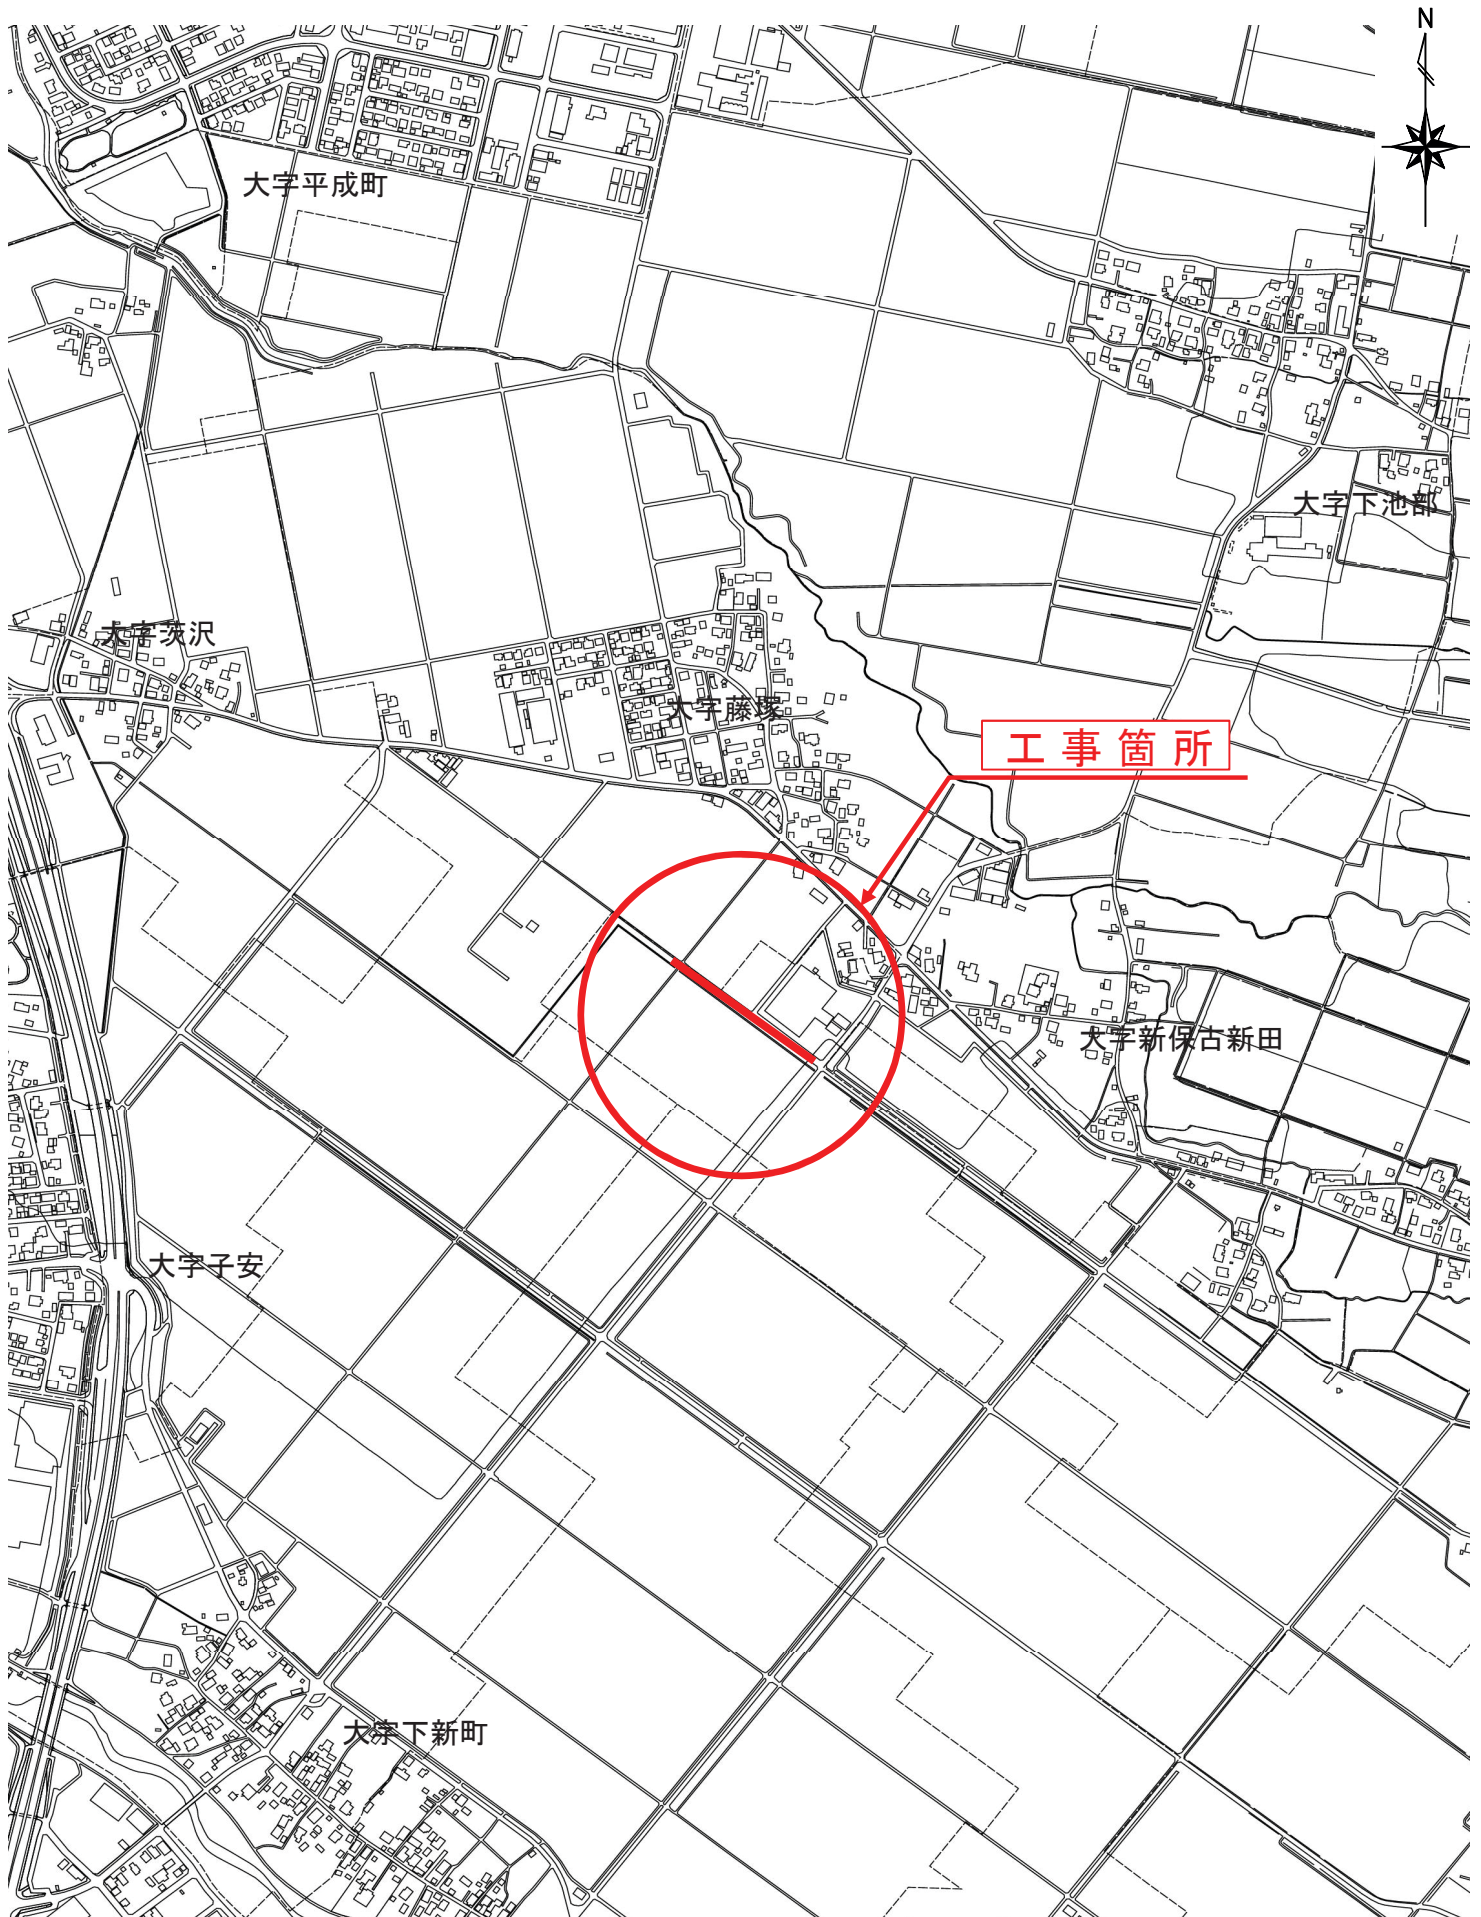 N
大字平成町
大字下池部
大字茨沢
大字藤塚
工事箇所
大字新保古新田
大字子安
大字下新町